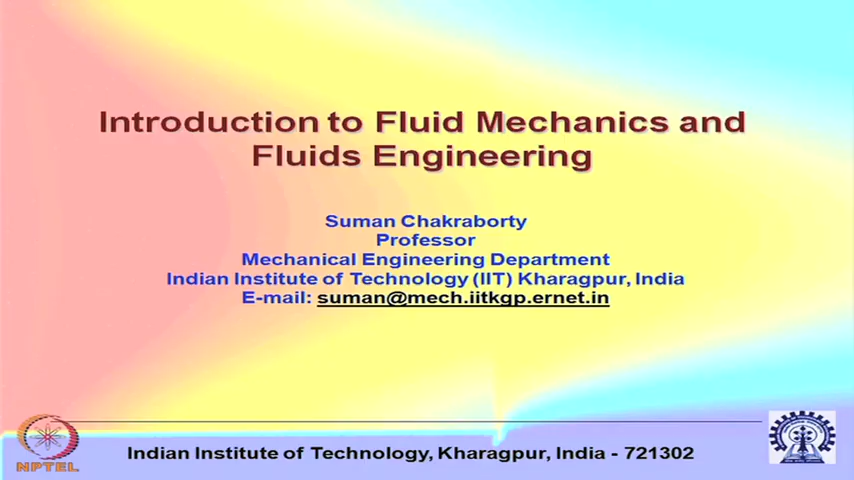 Introduction to Fluid Mechanics and
Fluids Engineering
Suman Chakraborty
Professor
Mechanical Engineering Department
Indian Institute of Technology (IIT) Kharagpur, India
E-mail: suman@mech.iitkgp.ernet.in
NPTEL
Indian Institute of Technology, Kharagpur, India - 721302